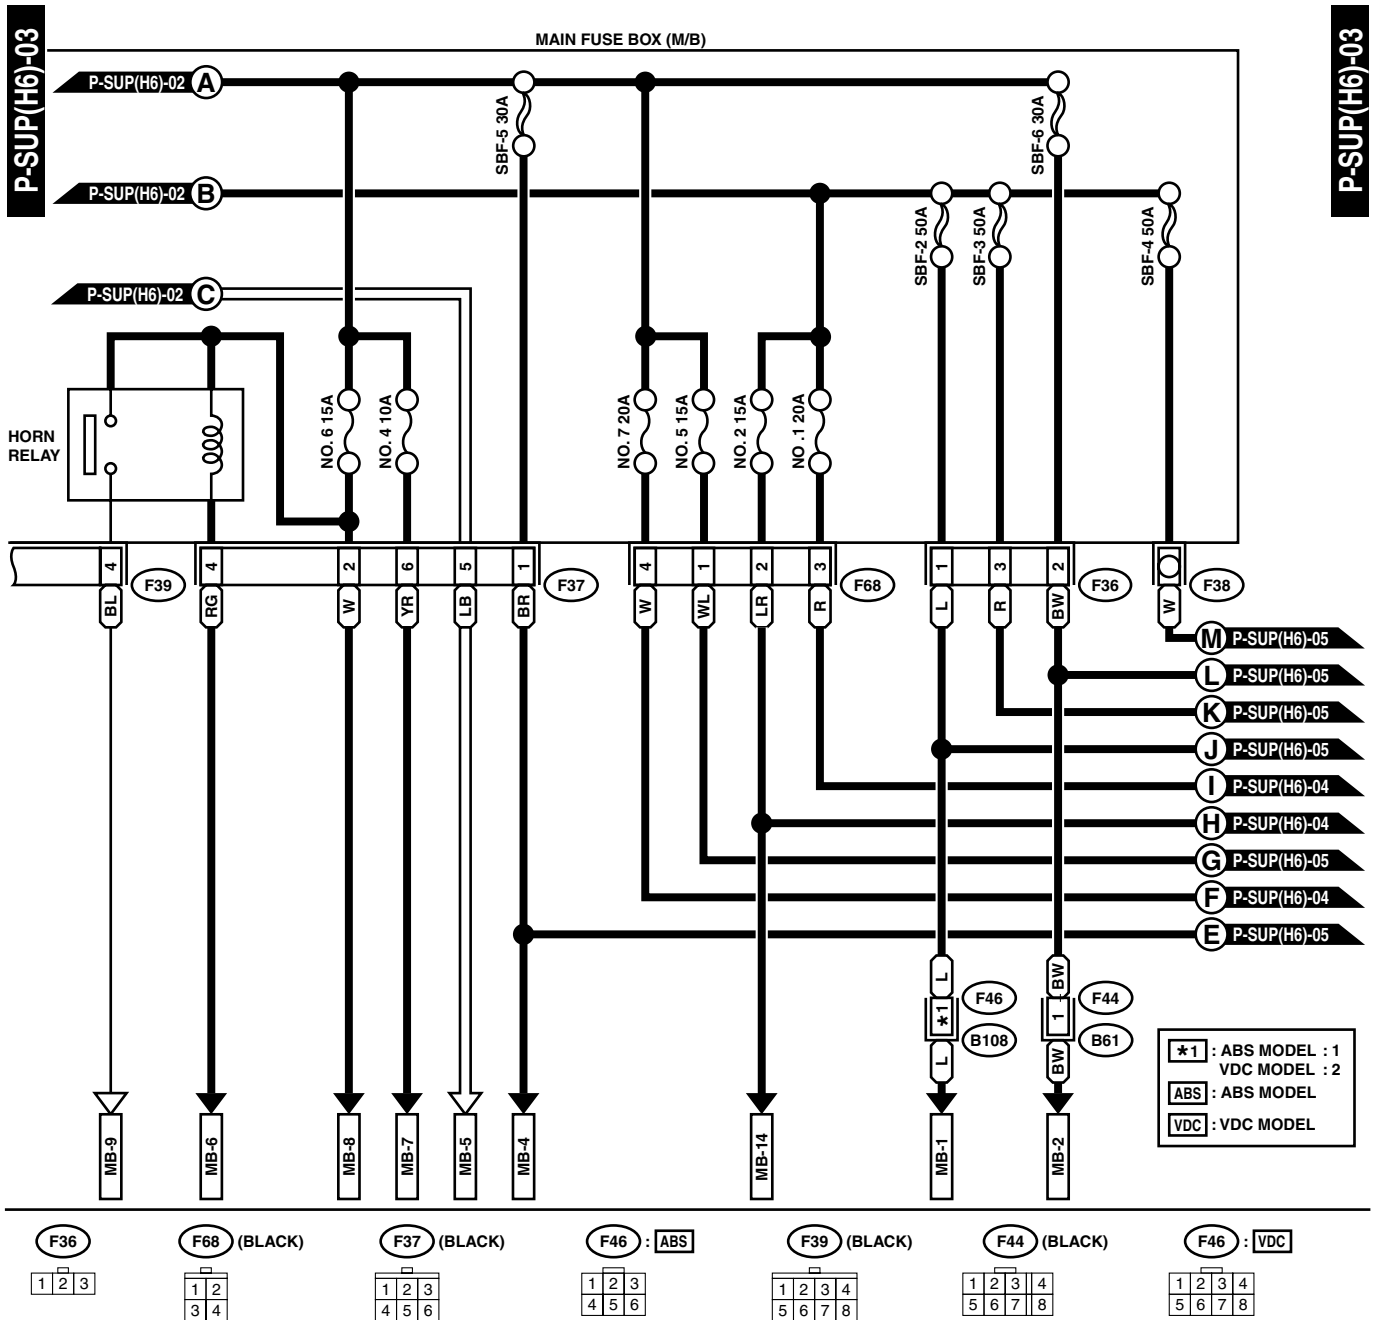 P-SUP(H6)-03
P-SUP(H6)-03
MAIN FUSE BOX (M/B)
P-SUP(H6)-02 A
SBF-5 30A
SBF-6 30A
P-SUP(H6)-02 B
SBF-2 50A
SBF-3 50A
SBF-4 50A
P-SUP(H6)-02 C
HORN
RELAY
NO. 6 15A
NO. 4 10A
NO. 7 20A
NO. 5 15A
NO. 2 15A
NO .1 20A
4 F39
4 2 6 5 1 F37
4 1 2 3 F68
1 3 2 F36
F38
BL RG W YR LB BR W WL LR R L R BW W
M P-SUP(H6)-05
L P-SUP(H6)-05
K P-SUP(H6)-05
J P-SUP(H6)-05
I P-SUP(H6)-04
H P-SUP(H6)-04
G P-SUP(H6)-05
F P-SUP(H6)-04
E P-SUP(H6)-05
L BW
*1 F46
B108
1 F44
B61
L BW
*1 : ABS MODEL : 1
VDC MODEL : 2
ABS : ABS MODEL
VDC : VDC MODEL
MB-9 MB-6 MB-8 MB-7 MB-5 MB-4 MB-14 MB-1 MB-2
F36
1 2 3
F68 (BLACK)
1 2
3 4
F37 (BLACK)
1 2 3
4 5 6
F46 : ABS
1 2 3
4 5 6
F39 (BLACK)
1 2 3 4
5 6 7 8
F44 (BLACK)
1 2 3 4
5 6 7 8
F46 : VDC
1 2 3 4
5 6 7 8